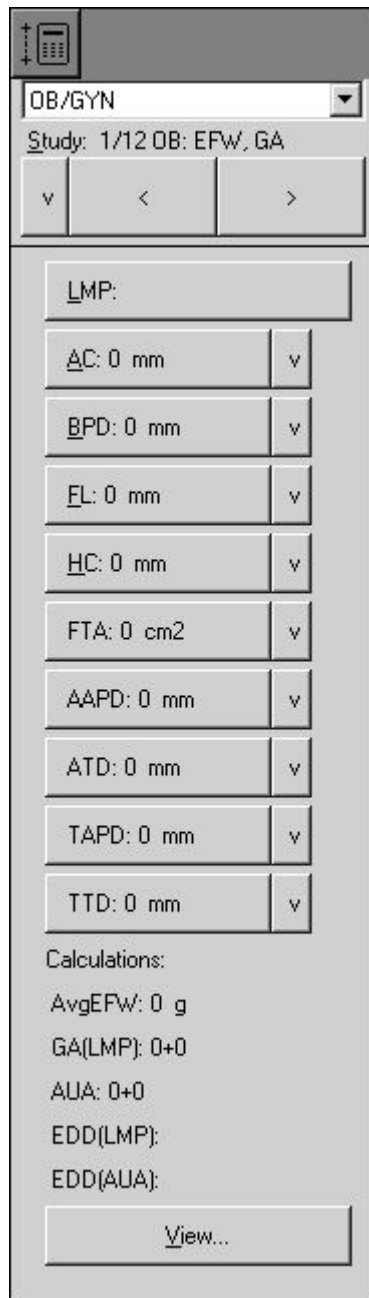 OB/GYN
Study: 1/12 OB: EFW, GA
v < >
LMP:
AC: 0 mm v
BPD: 0 mm v
FL: 0 mm v
HC: 0 mm v
FTA: 0 cm2 v
AAPD: 0 mm v
ATD: 0 mm v
TAPD: 0 mm v
TTD: 0 mm v
Calculations:
AvgEFW: 0 g
GA(LMP): 0+0
AUA: 0+0
EDD(LMP):
EDD(AUA):
View...